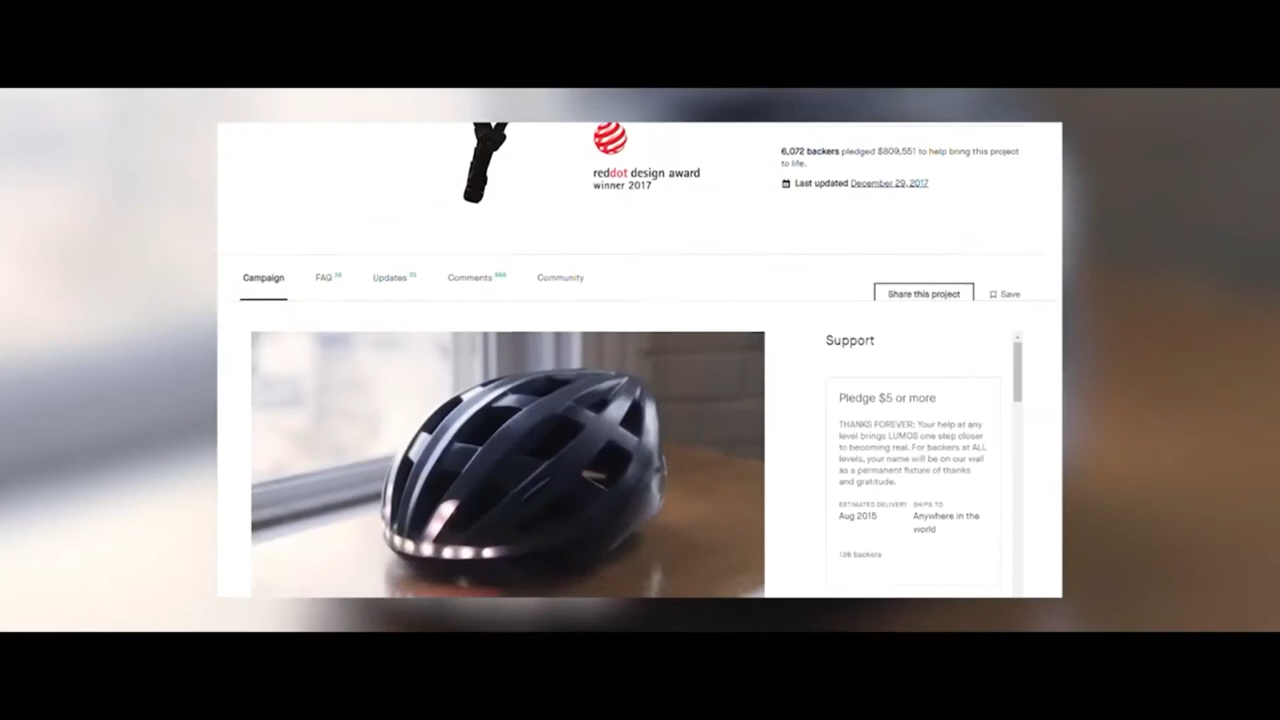 reddot design award
winner 2017
6,072 backers pledged $809,551 to help bring this project
to life.
Last updated December 29, 2017
Campaign
FAQ
Updates
Comments
Community
Share this project
Save
Support
Pledge $5 or more
THANKS FOREVER: Your help at any
level brings LUMOS one step closer
to becoming real. For backers at ALL
levels, your name will be on our wall
as a permanent fixture of thanks
and gratitude.
ESTIMATED DELIVERY
Aug 2015
SHIPS TO
Anywhere in the
world
backers